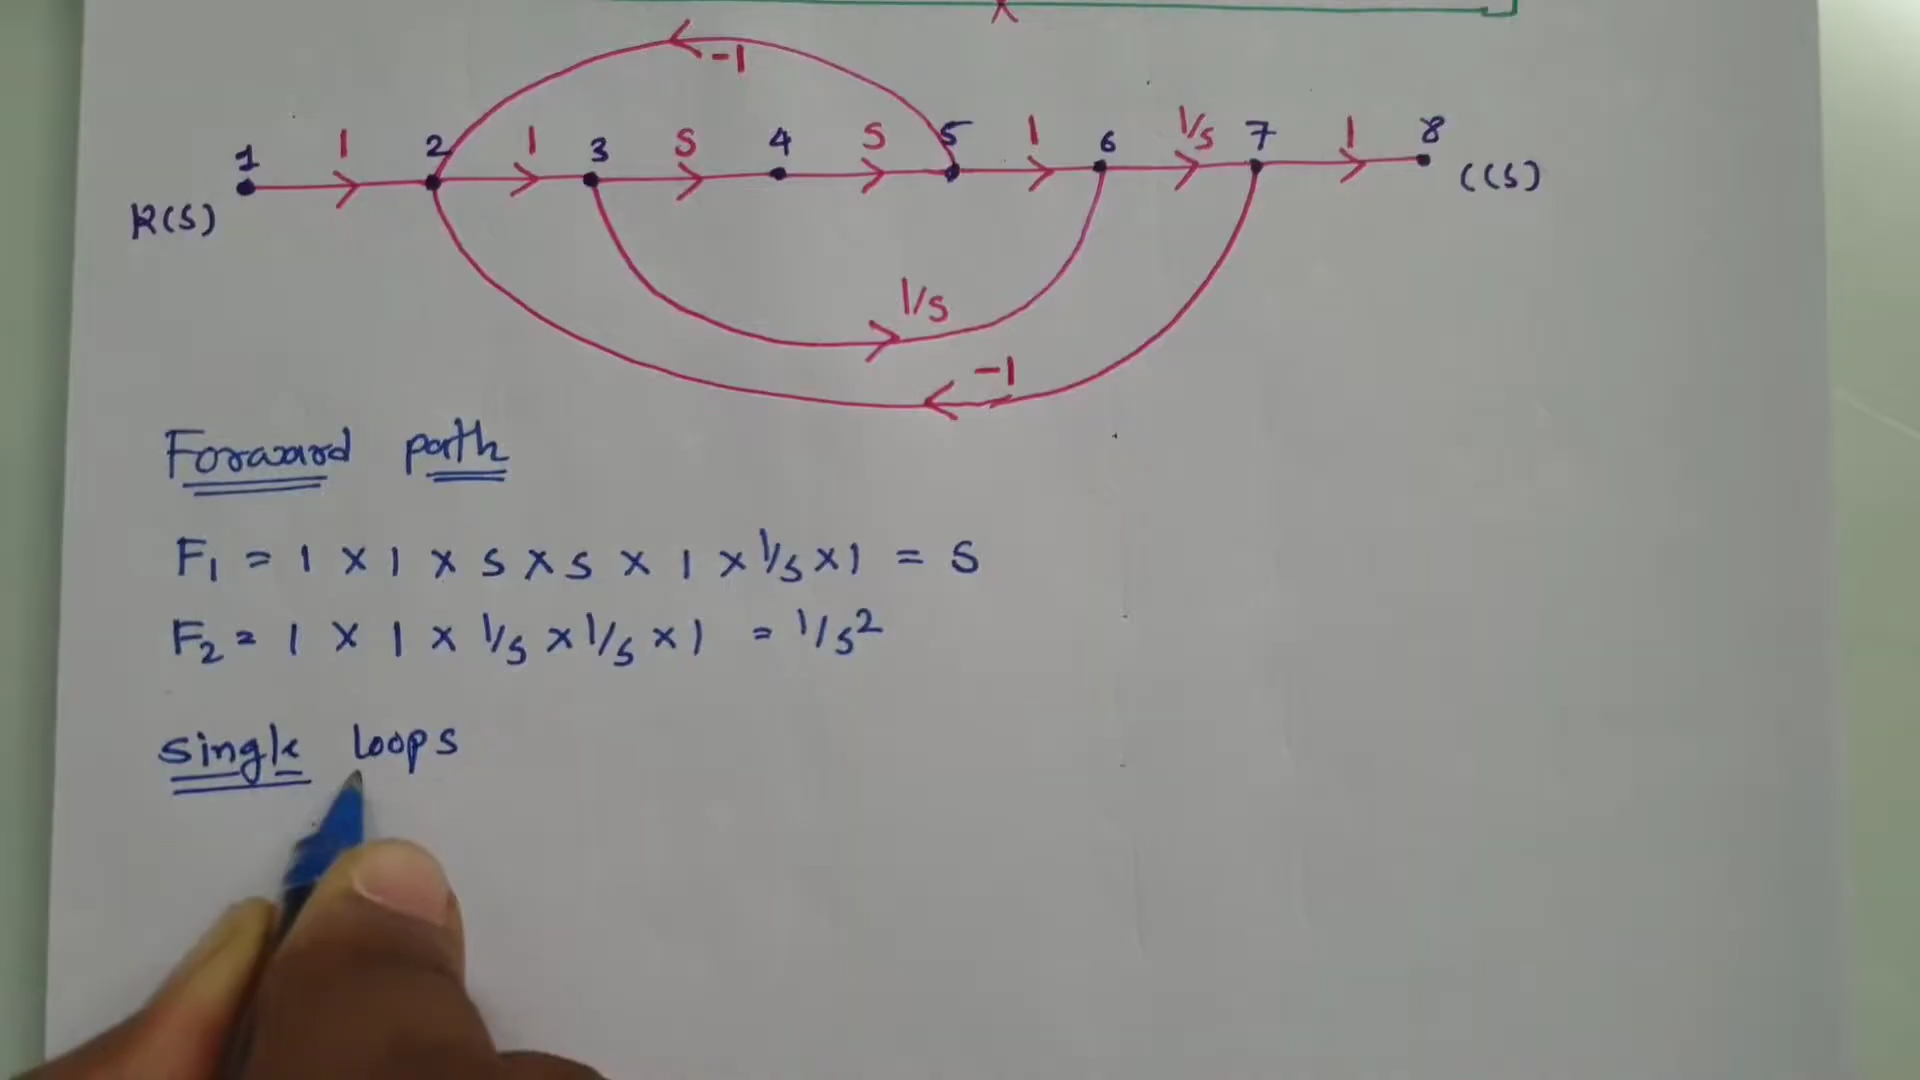 -1
1 1 1 2 1 3 S 4 S 5 1 6 1/s 7 1 8
R(S) C(S)
1/s
-1
Forward path
F1 = 1 × 1 × s × s × 1 × 1/s × 1 = S
F2 = 1 × 1 × 1/s × 1/s × 1 = 1/s²
single loops